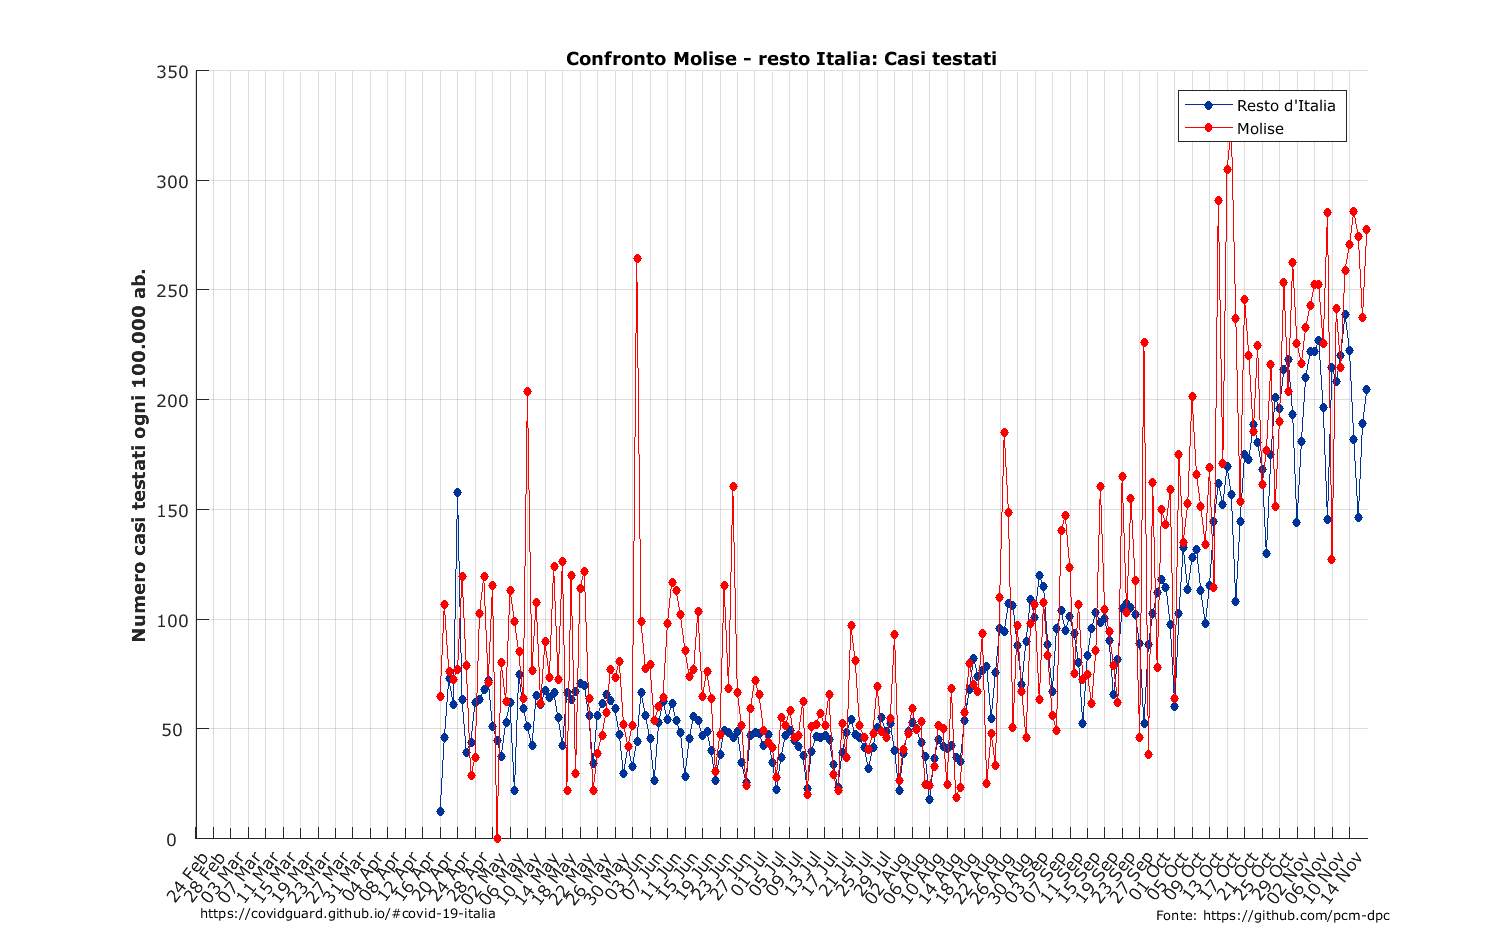 Confronto Molise - resto Italia: Casi testati
Numero casi testati ogni 100.000 ab.
350
300
250
200
150
100
50
0
Resto d'Italia
Molise
24 Feb
28 Feb
03 Mar
07 Mar
11 Mar
15 Mar
19 Mar
23 Mar
27 Mar
31 Mar
04 Apr
08 Apr
12 Apr
16 Apr
20 Apr
24 Apr
28 Apr
02 May
06 May
10 May
14 May
18 May
22 May
26 May
30 May
03 Jun
07 Jun
11 Jun
15 Jun
19 Jun
23 Jun
27 Jun
01 Jul
05 Jul
09 Jul
13 Jul
17 Jul
21 Jul
25 Jul
29 Jul
02 Aug
06 Aug
10 Aug
14 Aug
18 Aug
22 Aug
26 Aug
30 Aug
03 Sep
07 Sep
11 Sep
15 Sep
19 Sep
23 Sep
27 Sep
01 Oct
05 Oct
09 Oct
13 Oct
17 Oct
21 Oct
25 Oct
29 Oct
02 Nov
06 Nov
10 Nov
14 Nov
https://covidguard.github.io/#covid-19-italia
Fonte: https://github.com/pcm-dpc